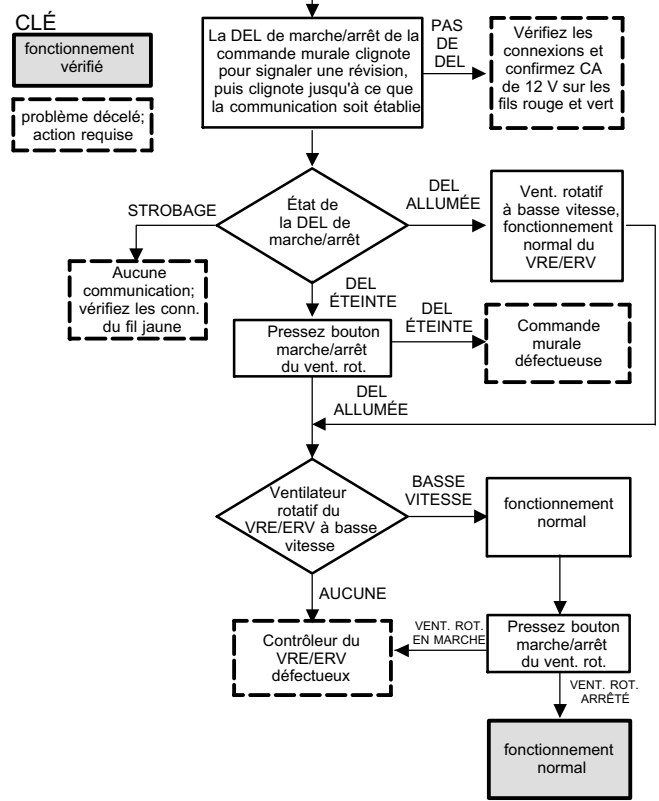 CLÉ
fonctionnement
vérifié
problème décelé;
action requise
La DEL de marche/arrêt de la
commande murale clignote
pour signaler une révision,
puis clignote jusqu'à ce que
la communication soit établie
PAS
DE
DEL
Vérifiez les
connexions et
confirmez CA
de 12 V sur les
fils rouge et vert
État de
la DEL de
marche/arrêt
STROBAGE
Aucune
communication;
vérifiez les conn.
du fil jaune
DEL
ALLUMÉE
Vent. rotatif
à basse vitesse,
fonctionnement
normal du
VRE/ERV
DEL
ÉTEINTE
Pressez bouton
marche/arrêt
du vent. rot.
DEL
ÉTEINTE
Commande
murale
défectueuse
DEL
ALLUMÉE
Ventilateur
rotatif du
VRE/ERV à basse
vitesse
BASSE
VITESSE
fonctionnement
normal
AUCUNE
Contrôleur du
VRE/ERV
défectueux
VENT. ROT.
EN MARCHE
Pressez bouton
marche/arrêt
du vent. rot.
VENT. ROT.
ARRÊTÉ
fonctionnement
normal